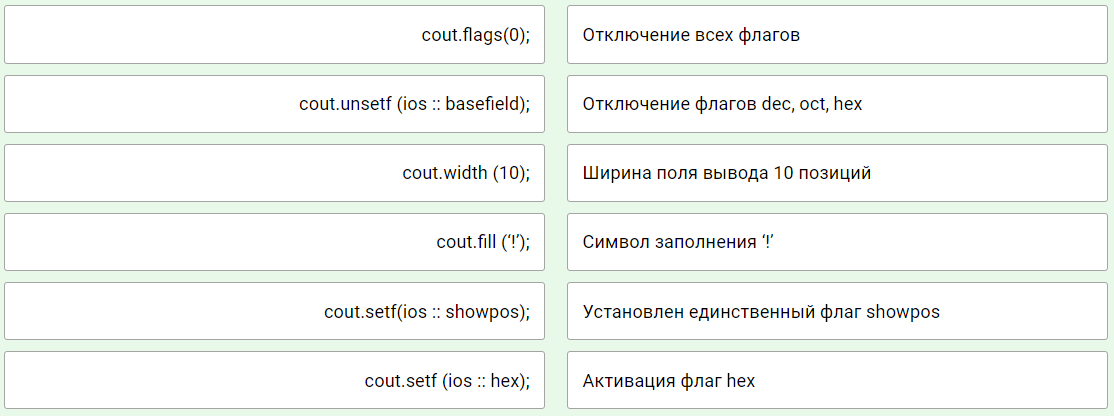 cout.flags(0);
Отключение всех флагов
cout.unsetf (ios :: basefield);
Отключение флагов dec, oct, hex
cout.width (10);
Ширина поля вывода 10 позиций
cout.fill (‘!’);
Символ заполнения ‘!’
cout.setf(ios :: showpos);
Установлен единственный флаг showpos
cout.setf (ios :: hex);
Активация флаг hex